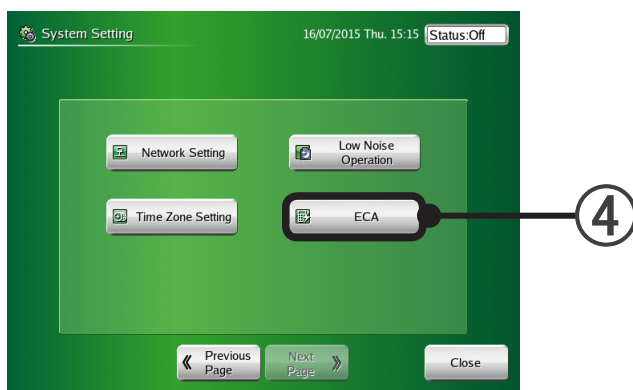 System Setting
16/07/2015 Thu. 15:15 Status:Off
Network Setting
Low Noise
Operation
Time Zone Setting
ECA
4
« Previous
Page
Next
Page »
Close